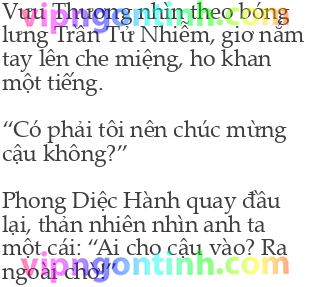 Vưu Thượng nhìn theo bóng
lưng Trần Tử Nhiễm, giơ nắm
tay lên che miệng, ho khan
một tiếng.
“Có phải tôi nên chúc mừng
cậu không?”
Phong Diệc Hành quay đầu
lại, thản nhiên nhìn anh ta
một cái: “Ai cho cậu vào? Ra
ngoài chờ!”
vipngontinh.com
vipngontinh.com